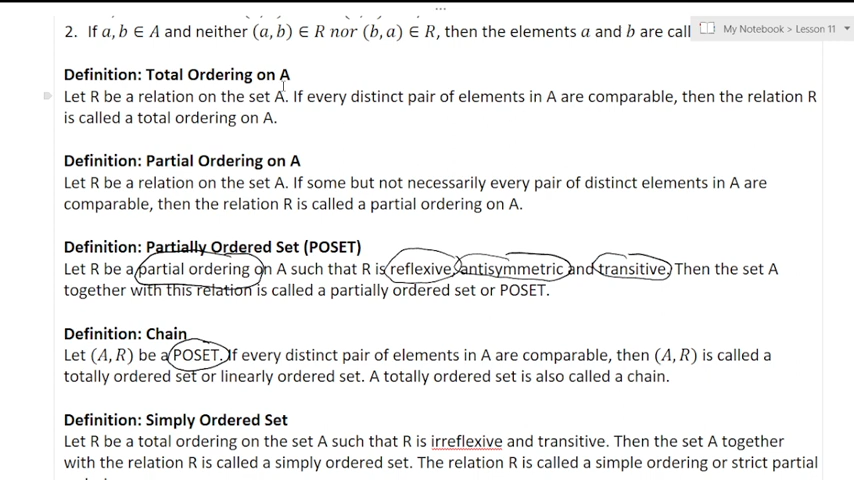 2. If a, b ∈ A and neither (a, b) ∈ R nor (b, a) ∈ R, then the elements a and b are
My Notebook > Lesson 11
Definition: Total Ordering on A
Let R be a relation on the set A. If every distinct pair of elements in A are comparable, then the relation R
is called a total ordering on A.
Definition: Partial Ordering on A
Let R be a relation on the set A. If some but not necessarily every pair of distinct elements in A are
comparable, then the relation R is called a partial ordering on A.
Definition: Partially Ordered Set (POSET)
Let R be a partial ordering on A such that R is reflexive, antisymmetric and transitive. Then the set A
together with this relation is called a partially ordered set or POSET.
Definition: Chain
Let (A, R) be a POSET. If every distinct pair of elements in A are comparable, then (A, R) is called a
totally ordered set or linearly ordered set. A totally ordered set is also called a chain.
Definition: Simply Ordered Set
Let R be a total ordering on the set A such that R is irreflexive and transitive. Then the set A together
with the relation R is called a simply ordered set. The relation R is called a simple ordering or strict partial